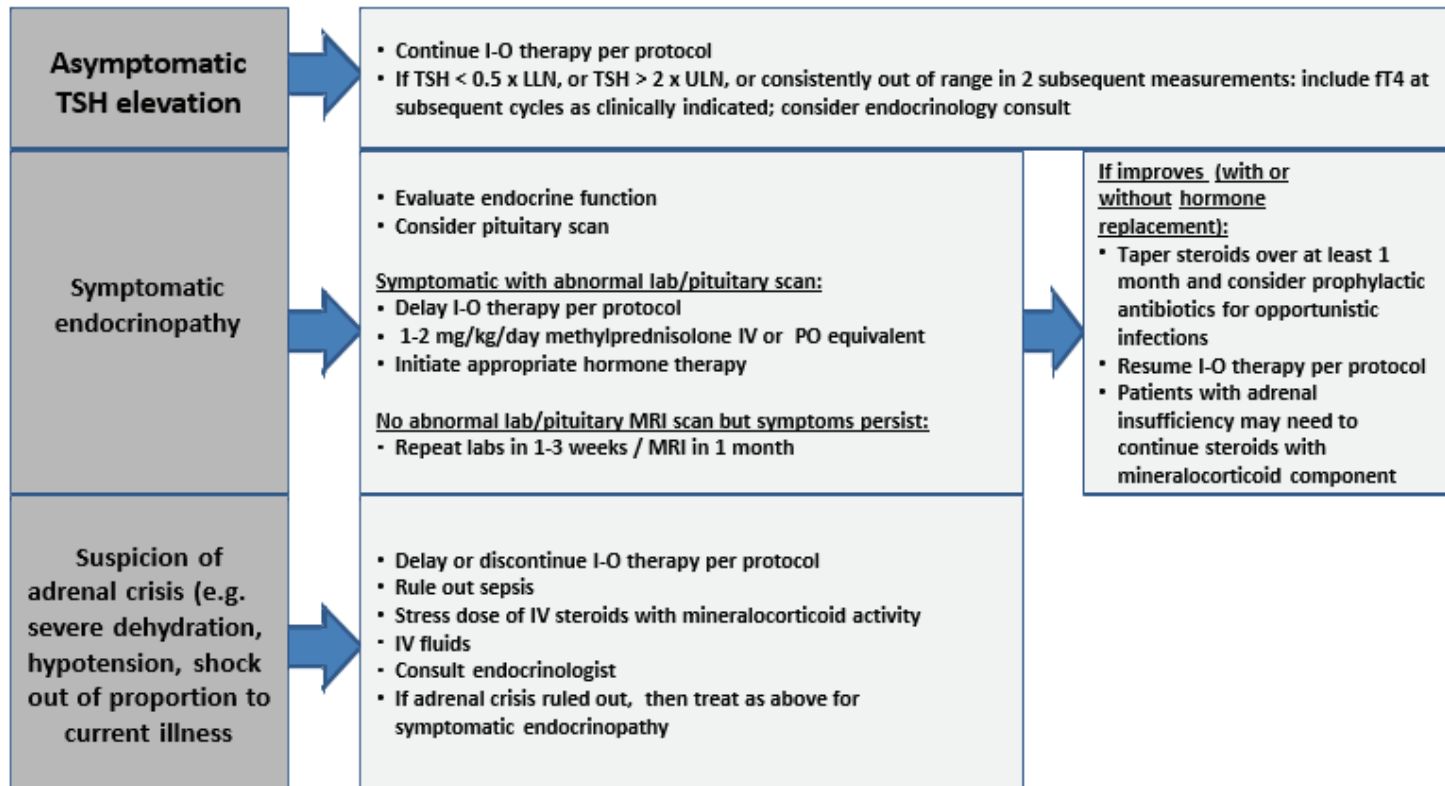 Asymptomatic
TSH elevation
• Continue I-O therapy per protocol
• If TSH < 0.5 x LLN, or TSH > 2 x ULN, or consistently out of range in 2 subsequent measurements: include fT4 at
subsequent cycles as clinically indicated; consider endocrinology consult
Symptomatic
endocrinopathy
• Evaluate endocrine function
• Consider pituitary scan
Symptomatic with abnormal lab/pituitary scan:
• Delay I-O therapy per protocol
• 1-2 mg/kg/day methylprednisolone IV or PO equivalent
• Initiate appropriate hormone therapy
No abnormal lab/pituitary MRI scan but symptoms persist:
• Repeat labs in 1-3 weeks / MRI in 1 month
If improves (with or
without hormone
replacement):
• Taper steroids over at least 1
month and consider prophylactic
antibiotics for opportunistic
infections
• Resume I-O therapy per protocol
• Patients with adrenal
insufficiency may need to
continue steroids with
mineralocorticoid component
Suspicion of
adrenal crisis (e.g.
severe dehydration,
hypotension, shock
out of proportion to
current illness
• Delay or discontinue I-O therapy per protocol
• Rule out sepsis
• Stress dose of IV steroids with mineralocorticoid activity
• IV fluids
• Consult endocrinologist
• If adrenal crisis ruled out, then treat as above for
symptomatic endocrinopathy